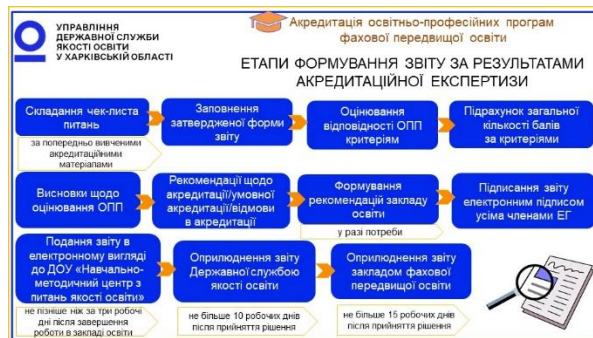 УПРАВЛІННЯ
ДЕРЖАВНОЇ СЛУЖБИ
ЯКОСТІ ОСВІТИ
У ХАРКІВСЬКІЙ ОБЛАСТІ
Акредитація освітньо-професійних програм
фахової передвищої освіти
ЕТАПИ ФОРМУВАННЯ ЗВІТУ ЗА РЕЗУЛЬТАТАМИ
АКРЕДИТАЦІЙНОЇ ЕКСПЕРТИЗИ
Складання чек-листа
питань
за попередньо вивченими
акредитаційними
матеріалами
Заповнення
затвердженої форми
звіту
Оцінювання
відповідності ОПП
критеріям
Підрахунок загальної
кількості балів
за критеріями
Висновки щодо
оцінювання ОПП
Рекомендації щодо
акредитації/умовної
акредитації/відмови
в акредитації
Формування
рекомендацій закладу
освіти
у разі потреби
Підписання звіту
електронним підписом
усіма членами ЕГ
Подання звіту в
електронному вигляді
до ДОУ «Навчально-
методичний центр з
питань якості освіти»
не пізніше ніж за три робочі
дні після завершення
роботи в закладі освіти
Оприлюднення звіту
Державною службою
якості освіти
не більше 10 робочих днів
після прийняття рішення
Оприлюднення звіту
закладом фахової
передвищої освіти
не більше 15 робочих днів
після прийняття рішення